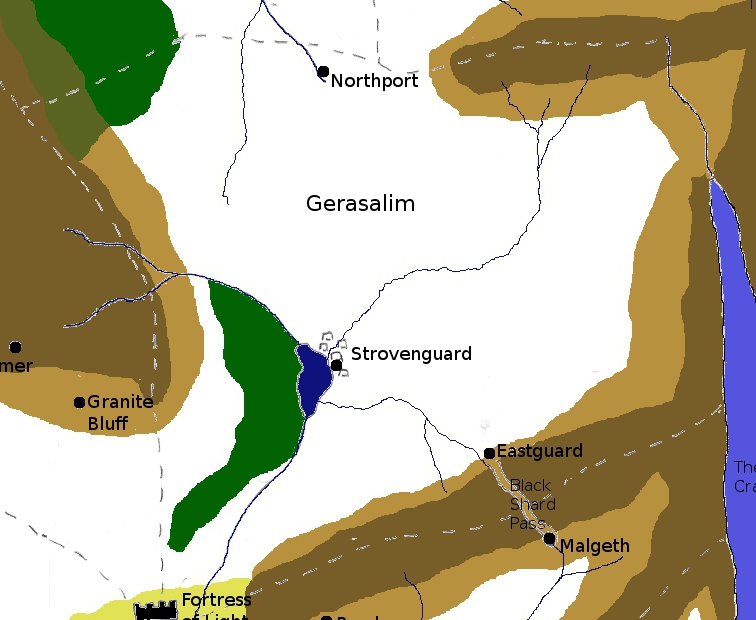 Northport
Gerasalim
Strovenguard
mer
Granite
Bluff
Eastguard
The
Cra
Black
Shard
Pass
Malgeth
Fortress
of Light